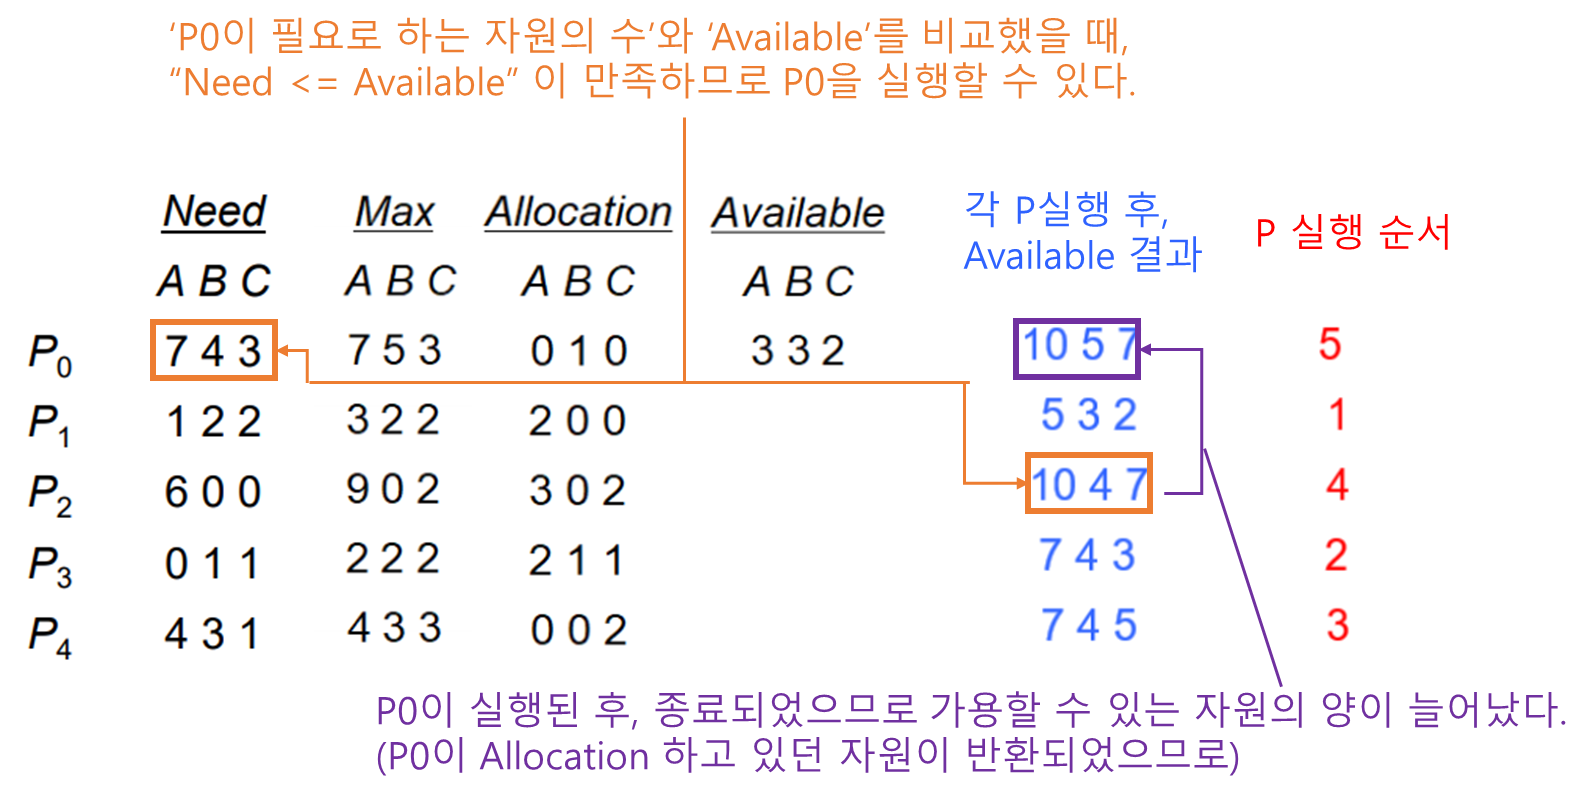 ‘P0이 필요로 하는 자원의 수‘와 ‘Available‘를 비교했을 때,
“Need <= Available” 이 만족하므로 P0을 실행할 수 있다.
Need Max Allocation Available 각 P실행 후, P 실행 순서
Available 결과
A B C A B C A B C A B C
P0 7 4 3 7 5 3 0 1 0 3 3 2 10 5 7 5
P1 1 2 2 3 2 2 2 0 0 5 3 2 1
P2 6 0 0 9 0 2 3 0 2 10 4 7 4
P3 0 1 1 2 2 2 2 1 1 7 4 3 2
P4 4 3 1 4 3 3 0 0 2 7 4 5 3
P0이 실행된 후, 종료되었으므로 가용할 수 있는 자원의 양이 늘어났다.
(P0이 Allocation 하고 있던 자원이 반환되었으므로)